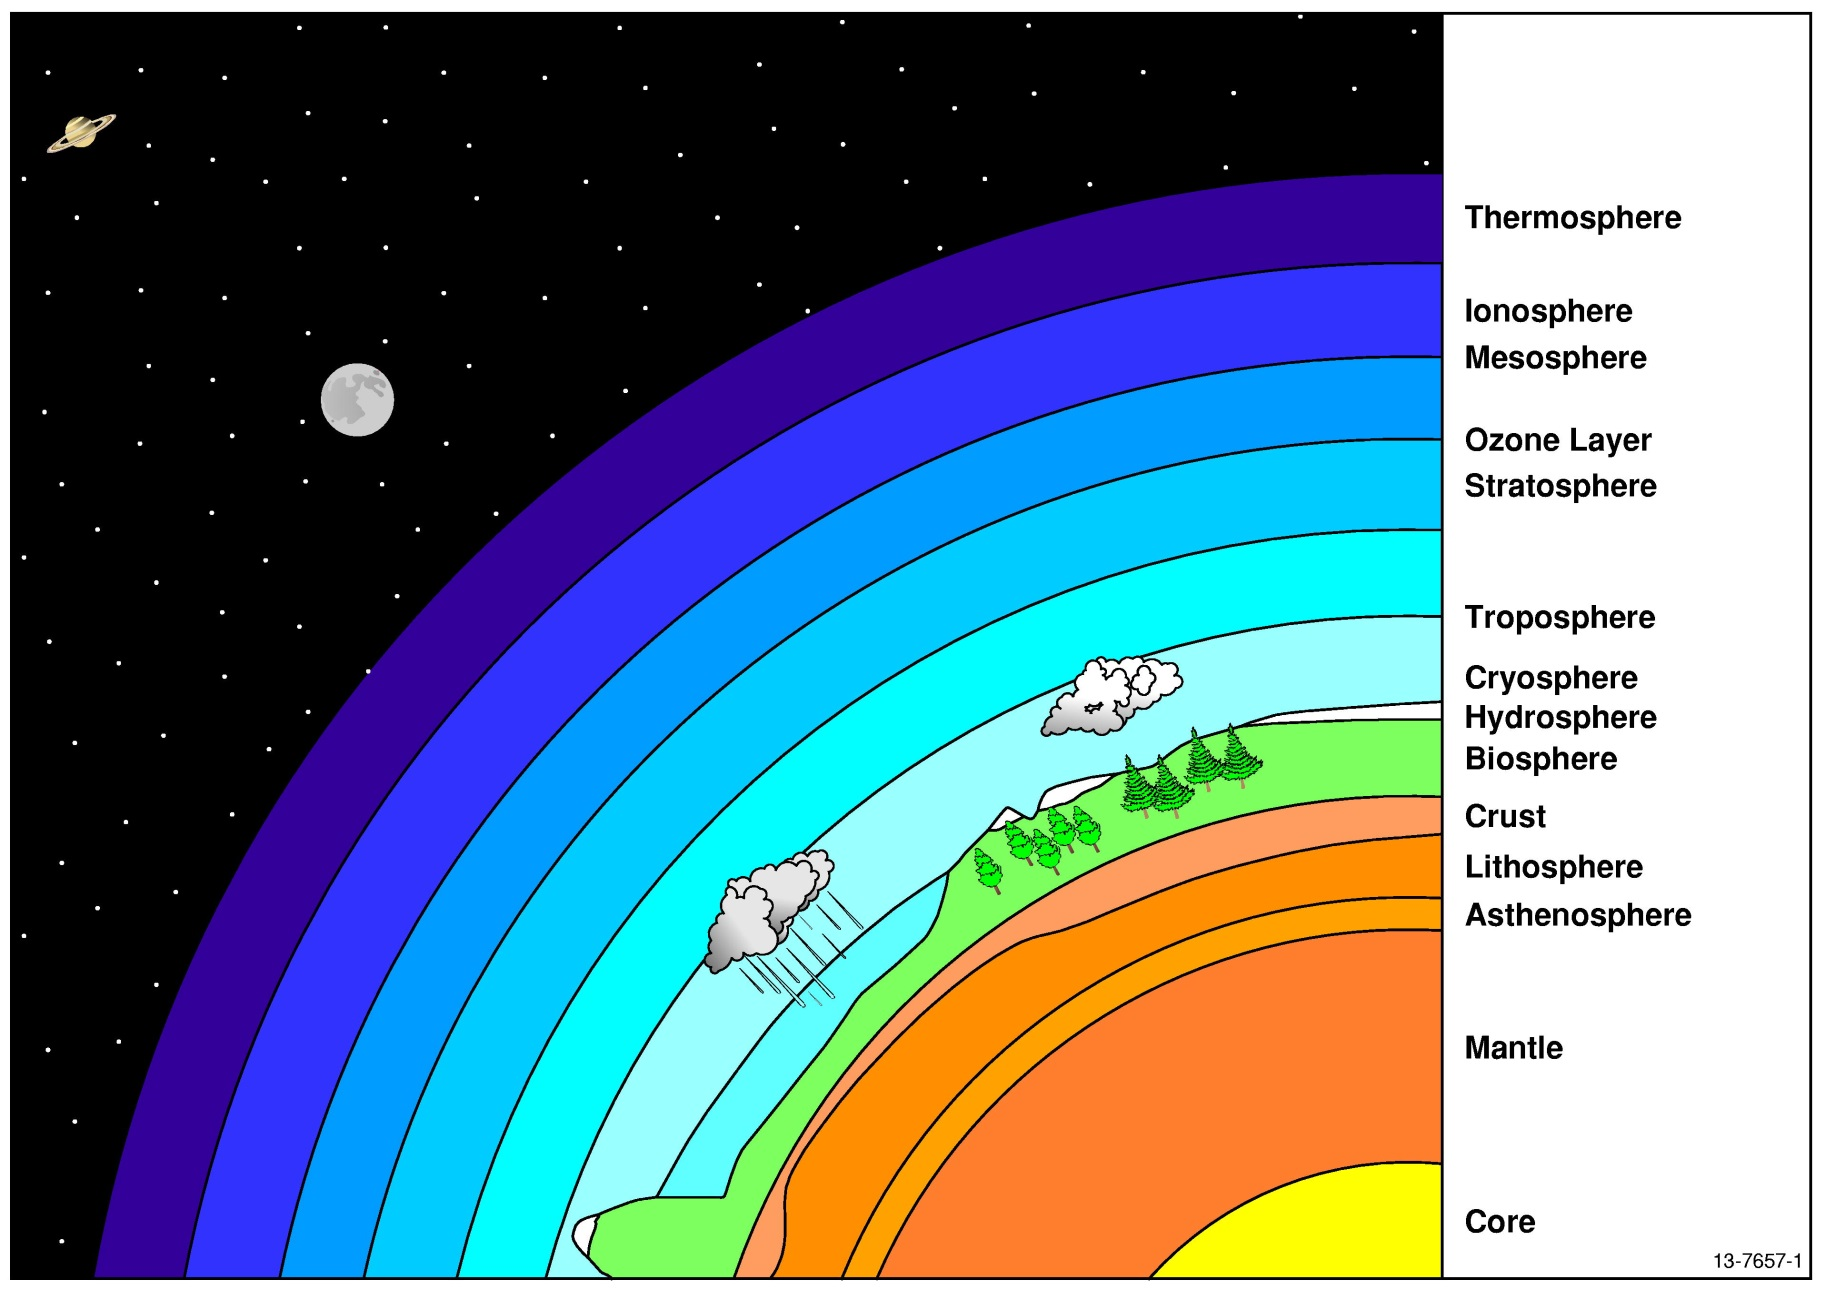 Thermosphere
Ionosphere
Mesosphere
Ozone Layer
Stratosphere
Troposphere
Cryosphere
Hydrosphere
Biosphere
Crust
Lithosphere
Asthenosphere
Mantle
Core
13-7657-1